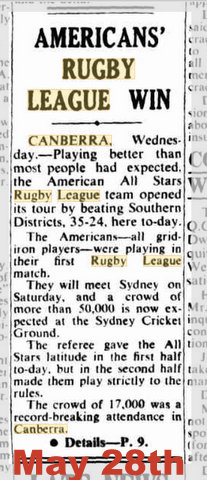 AMERICANS'
RUGBY
LEAGUE WIN
CANBERRA, Wednes-
day.—Playing better than
most people had expected,
the American All Stars
Rugby League team opened
its tour by beating Southern
Districts, 35-24, here to-day.
The Americans—all grid-
iron players—were playing in
their first Rugby League
match.
They will meet Sydney on
Saturday, and a crowd of
more than 50,000 is now ex-
pected at the Sydney Cricket
Ground.
The referee gave the All
Stars latitude in the first half
to-day, but in the second half
made them play strictly to the
rules.
The crowd of 17,000 was a
record-breaking attendance in
Canberra.
● Details—P. 9.
May 28th